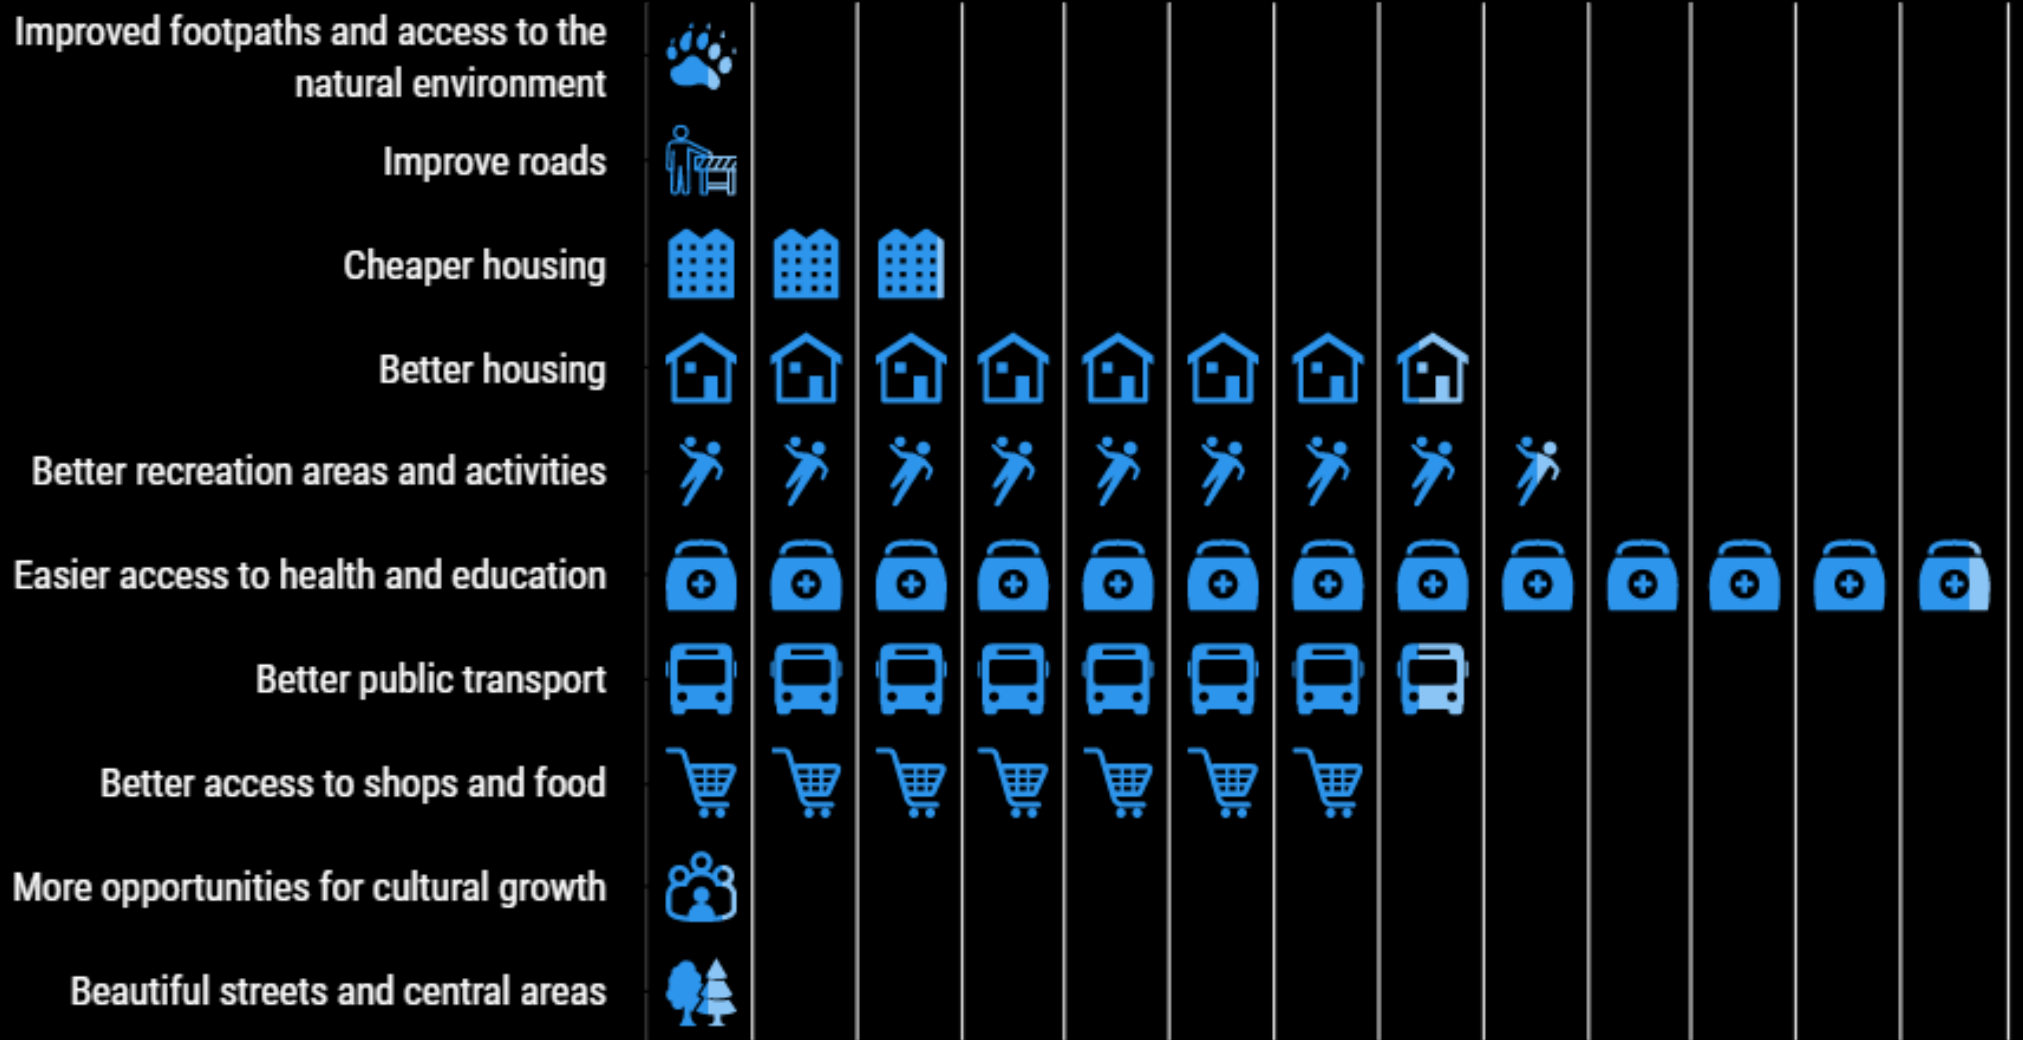 Improved footpaths and access to the
natural environment
Improve roads
Cheaper housing
Better housing
Better recreation areas and activities
Easier access to health and education
Better public transport
Better access to shops and food
More opportunities for cultural growth
Beautiful streets and central areas